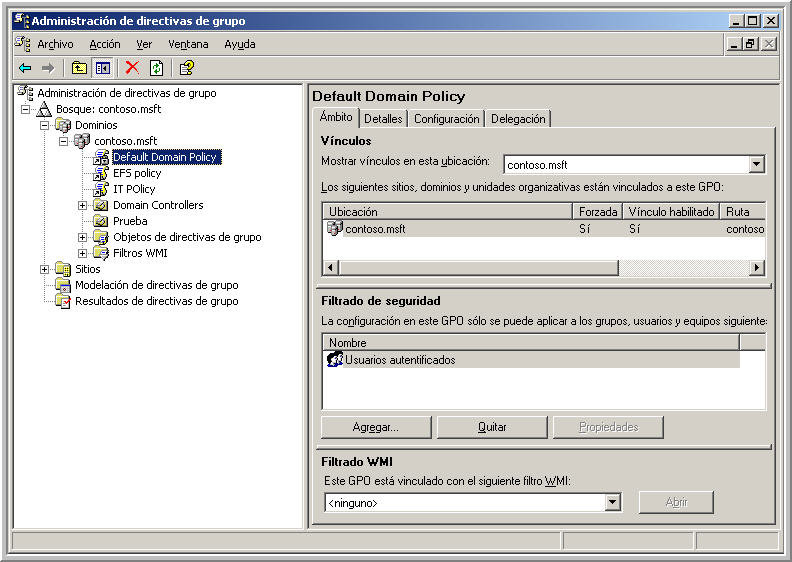 Administración de directivas de grupo
Archivo Acción Ver Ventana Ayuda
Administración de directivas de grupo
Bosque: contoso.msft
Dominios
contoso.msft
Default Domain Policy
EFS policy
IT POlicy
Domain Controllers
Prueba
Objetos de directivas de grupo
Filtros WMI
Sitios
Modelación de directivas de grupo
Resultados de directivas de grupo
Default Domain Policy
Ámbito Detalles Configuración Delegación
Vínculos
Mostrar vínculos en esta ubicación: contoso.msft
Los siguientes sitios, dominios y unidades organizativas están vinculados a este GPO:
Ubicación Forzada Vínculo habilitado Ruta
contoso.msft Sí Sí contoso
Filtrado de seguridad
La configuración en este GPO sólo se puede aplicar a los grupos, usuarios y equipos siguiente:
Nombre
Usuarios autentificados
Agregar... Quitar Propiedades
Filtrado WMI
Este GPO está vinculado con el siguiente filtro WMI:
<ninguno> Abrir